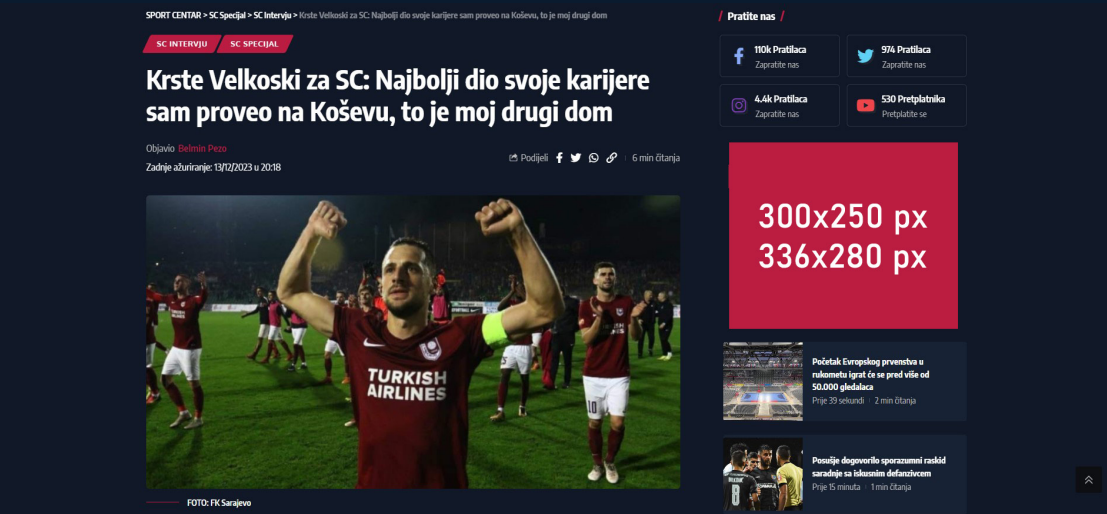 SPORT CENTAR > SC Specijal > SC Intervju > Krste Velkoski za SC: Najbolji dio svoje karijere sam proveo na Koševu, to je moj drugi dom
SC INTERVJU
SC SPECIJAL
Krste Velkoski za SC: Najbolji dio svoje karijere
sam proveo na Koševu, to je moj drugi dom
Objavio Belmin Pezo
Zadnje ažuriranje: 13/12/2023 u 20:18
Podijeli
6 min čitanja
TURKISH
AIRLINES
TURKISH
AIRLINES
10
FOTO: FK Sarajevo
/ Pratite nas /
110k Pratilaca
Zapratite nas
974 Pratilaca
Zapratite nas
4.4k Pratilaca
Zapratite nas
530 Pretplatnika
Pretplatite se
300x250 px
336x280 px
Početak Evropskog prvenstva u
rukometu igrat će se pred više od
50.000 gledalaca
Prije 39 sekundi
2 min čitanja
8
Posušje dogovorilo sporazumni raskid
saradnje sa iskusnim defanzivcem
Prije 15 minuta
1 min čitanja